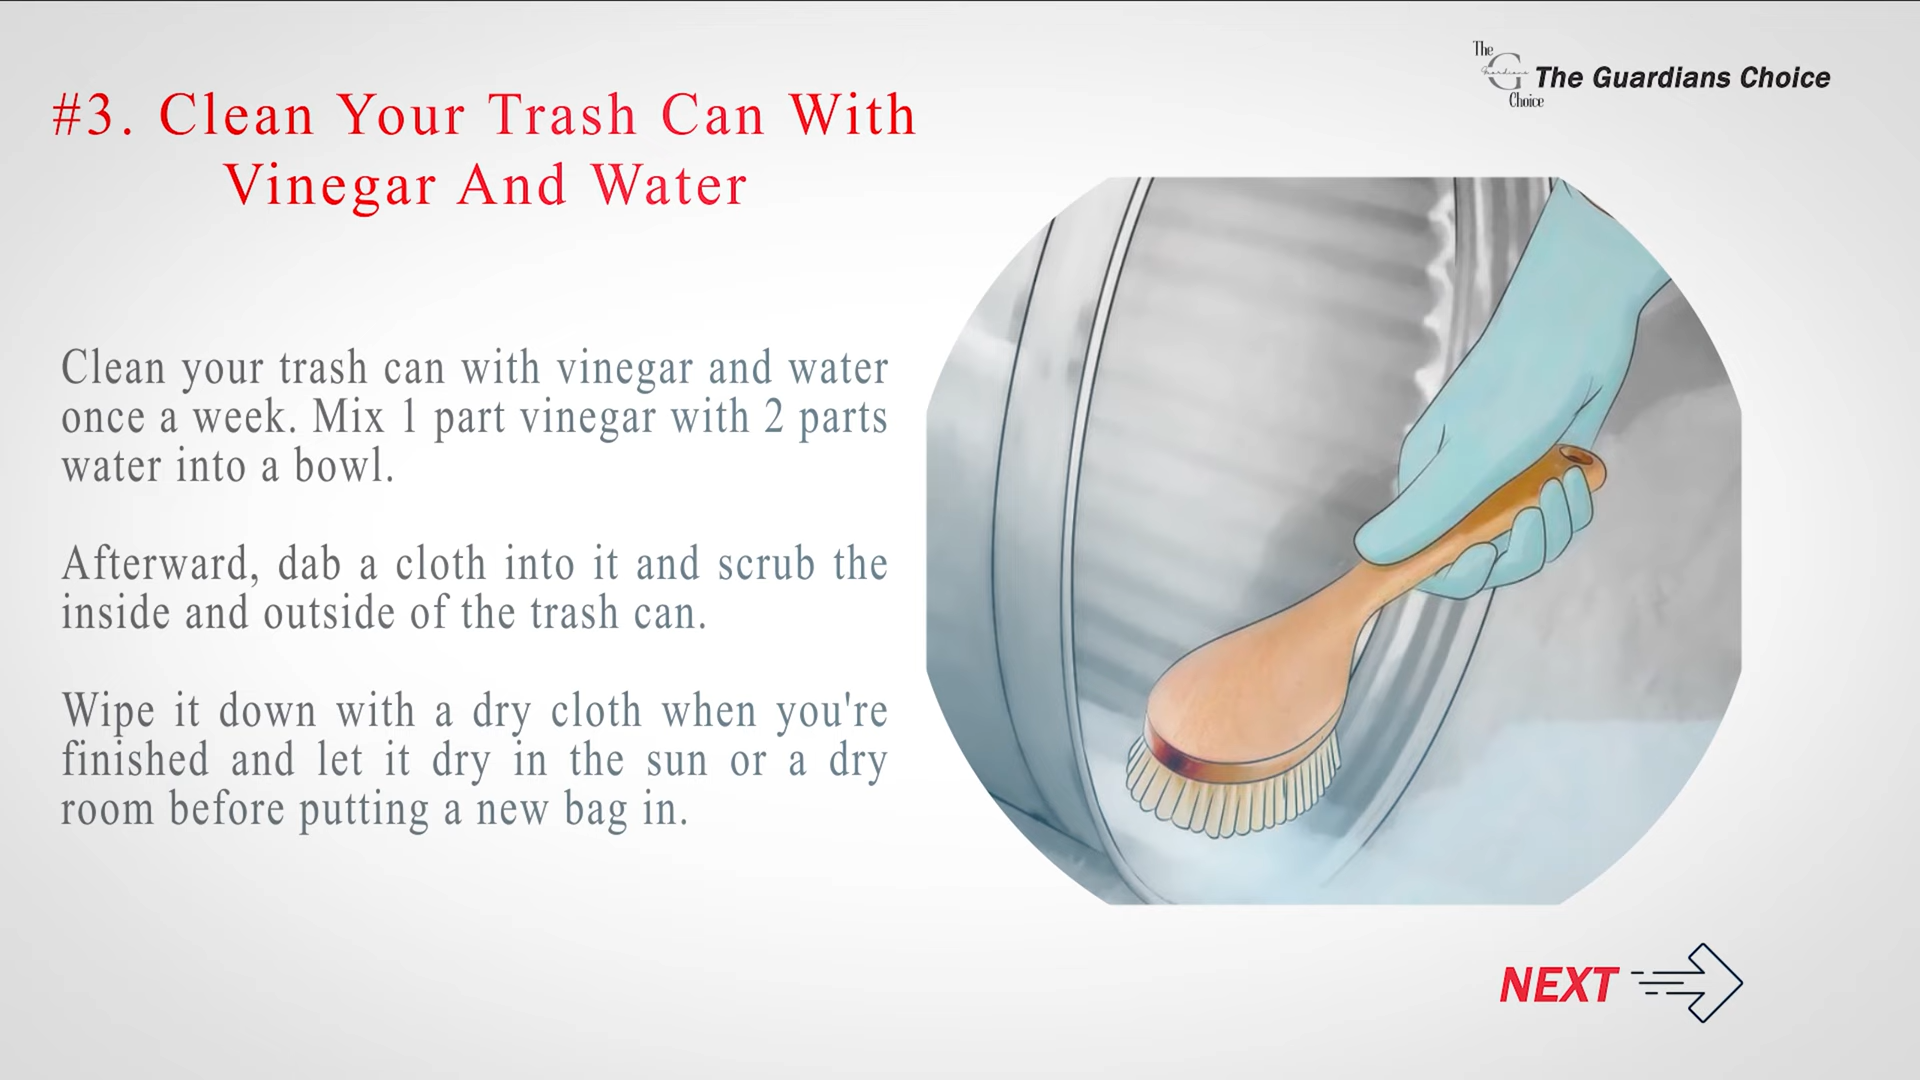 The
Guardians
Choice
The Guardians Choice
#3. Clean Your Trash Can With
Vinegar And Water
Clean your trash can with vinegar and water
once a week. Mix 1 part vinegar with 2 parts
water into a bowl.
Afterward, dab a cloth into it and scrub the
inside and outside of the trash can.
Wipe it down with a dry cloth when you're
finished and let it dry in the sun or a dry
room before putting a new bag in.
NEXT